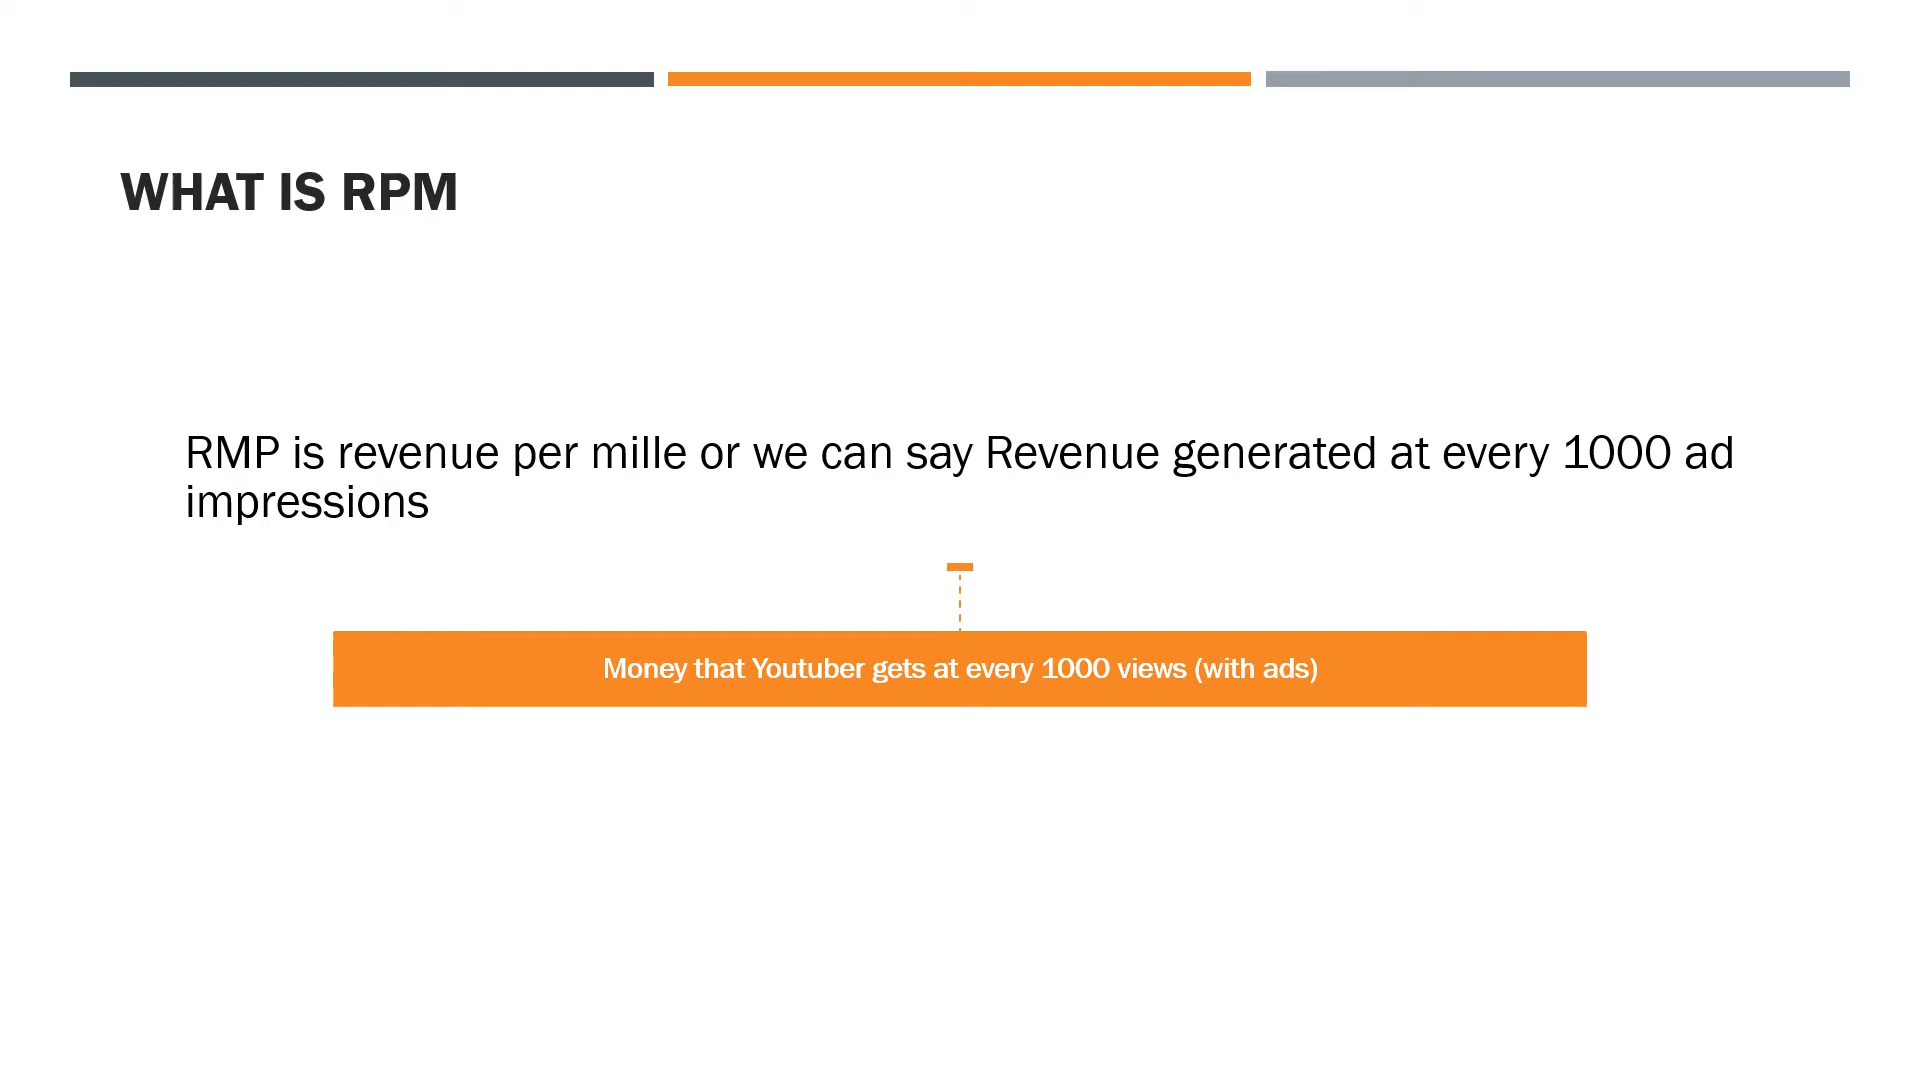 WHAT IS RPM
RMP is revenue per mille or we can say Revenue generated at every 1000 ad
impressions
Money that Youtuber gets at every 1000 views (with ads)